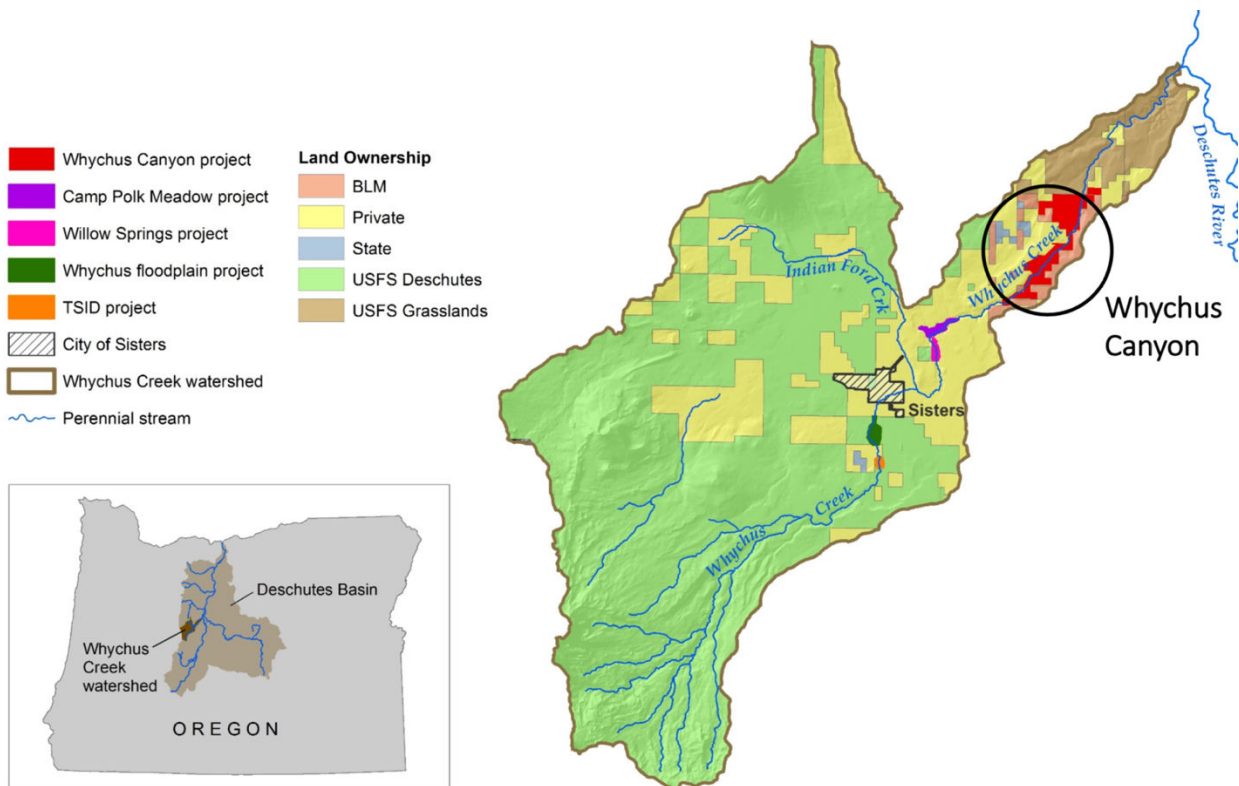 Whychus Canyon project
Camp Polk Meadow project
Willow Springs project
Whychus floodplain project
TSID project
City of Sisters
Whychus Creek watershed
Perennial stream
Land Ownership
BLM
Private
State
USFS Deschutes
USFS Grasslands
Deschutes Basin
Whychus
Creek
watershed
OREGON
Indian Ford Crk
Whychus Creek
Deschutes River
Whychus
Canyon
Sisters
Whychus Creek